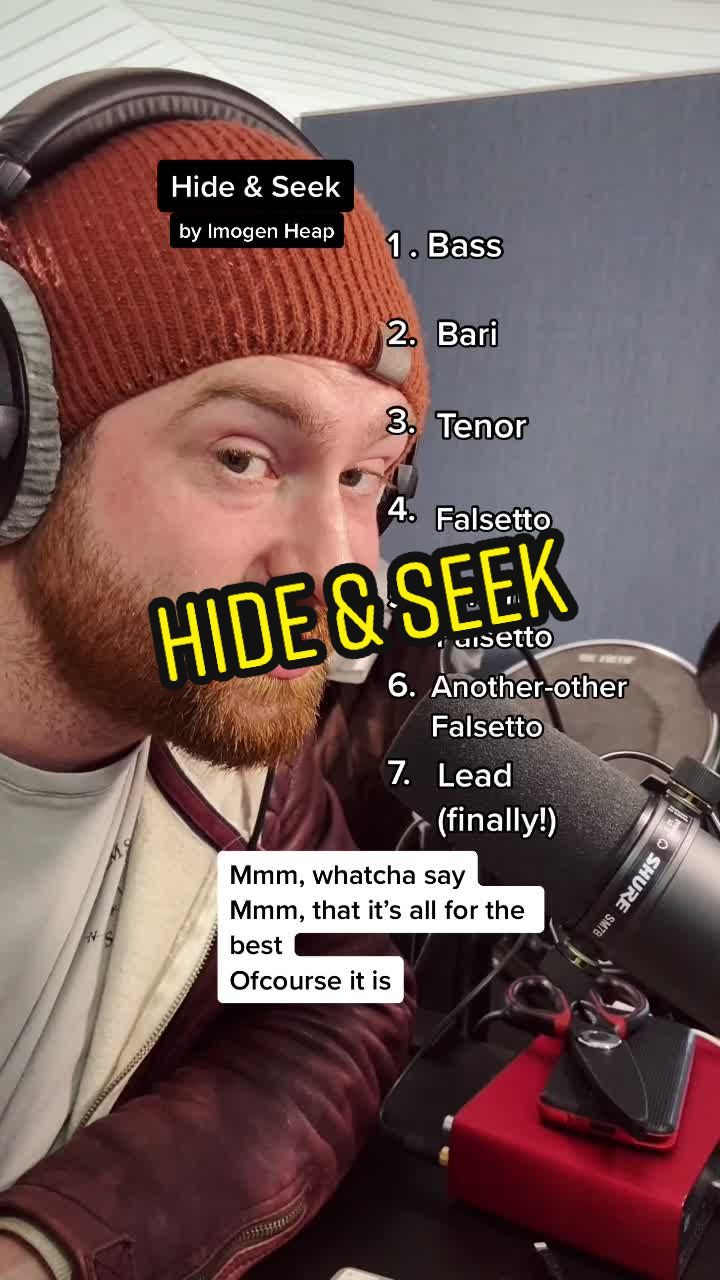 Hide & Seek
by Imogen Heap
1. Bass
2. Bari
3. Tenor
4. Falsetto
HIDE & SEEK
Falsetto
6. Another-other
Falsetto
7. Lead
(finally!)
SHURE
SM7B
Mmm, whatcha say
Mmm, that it's all for the
best
Ofcourse it is